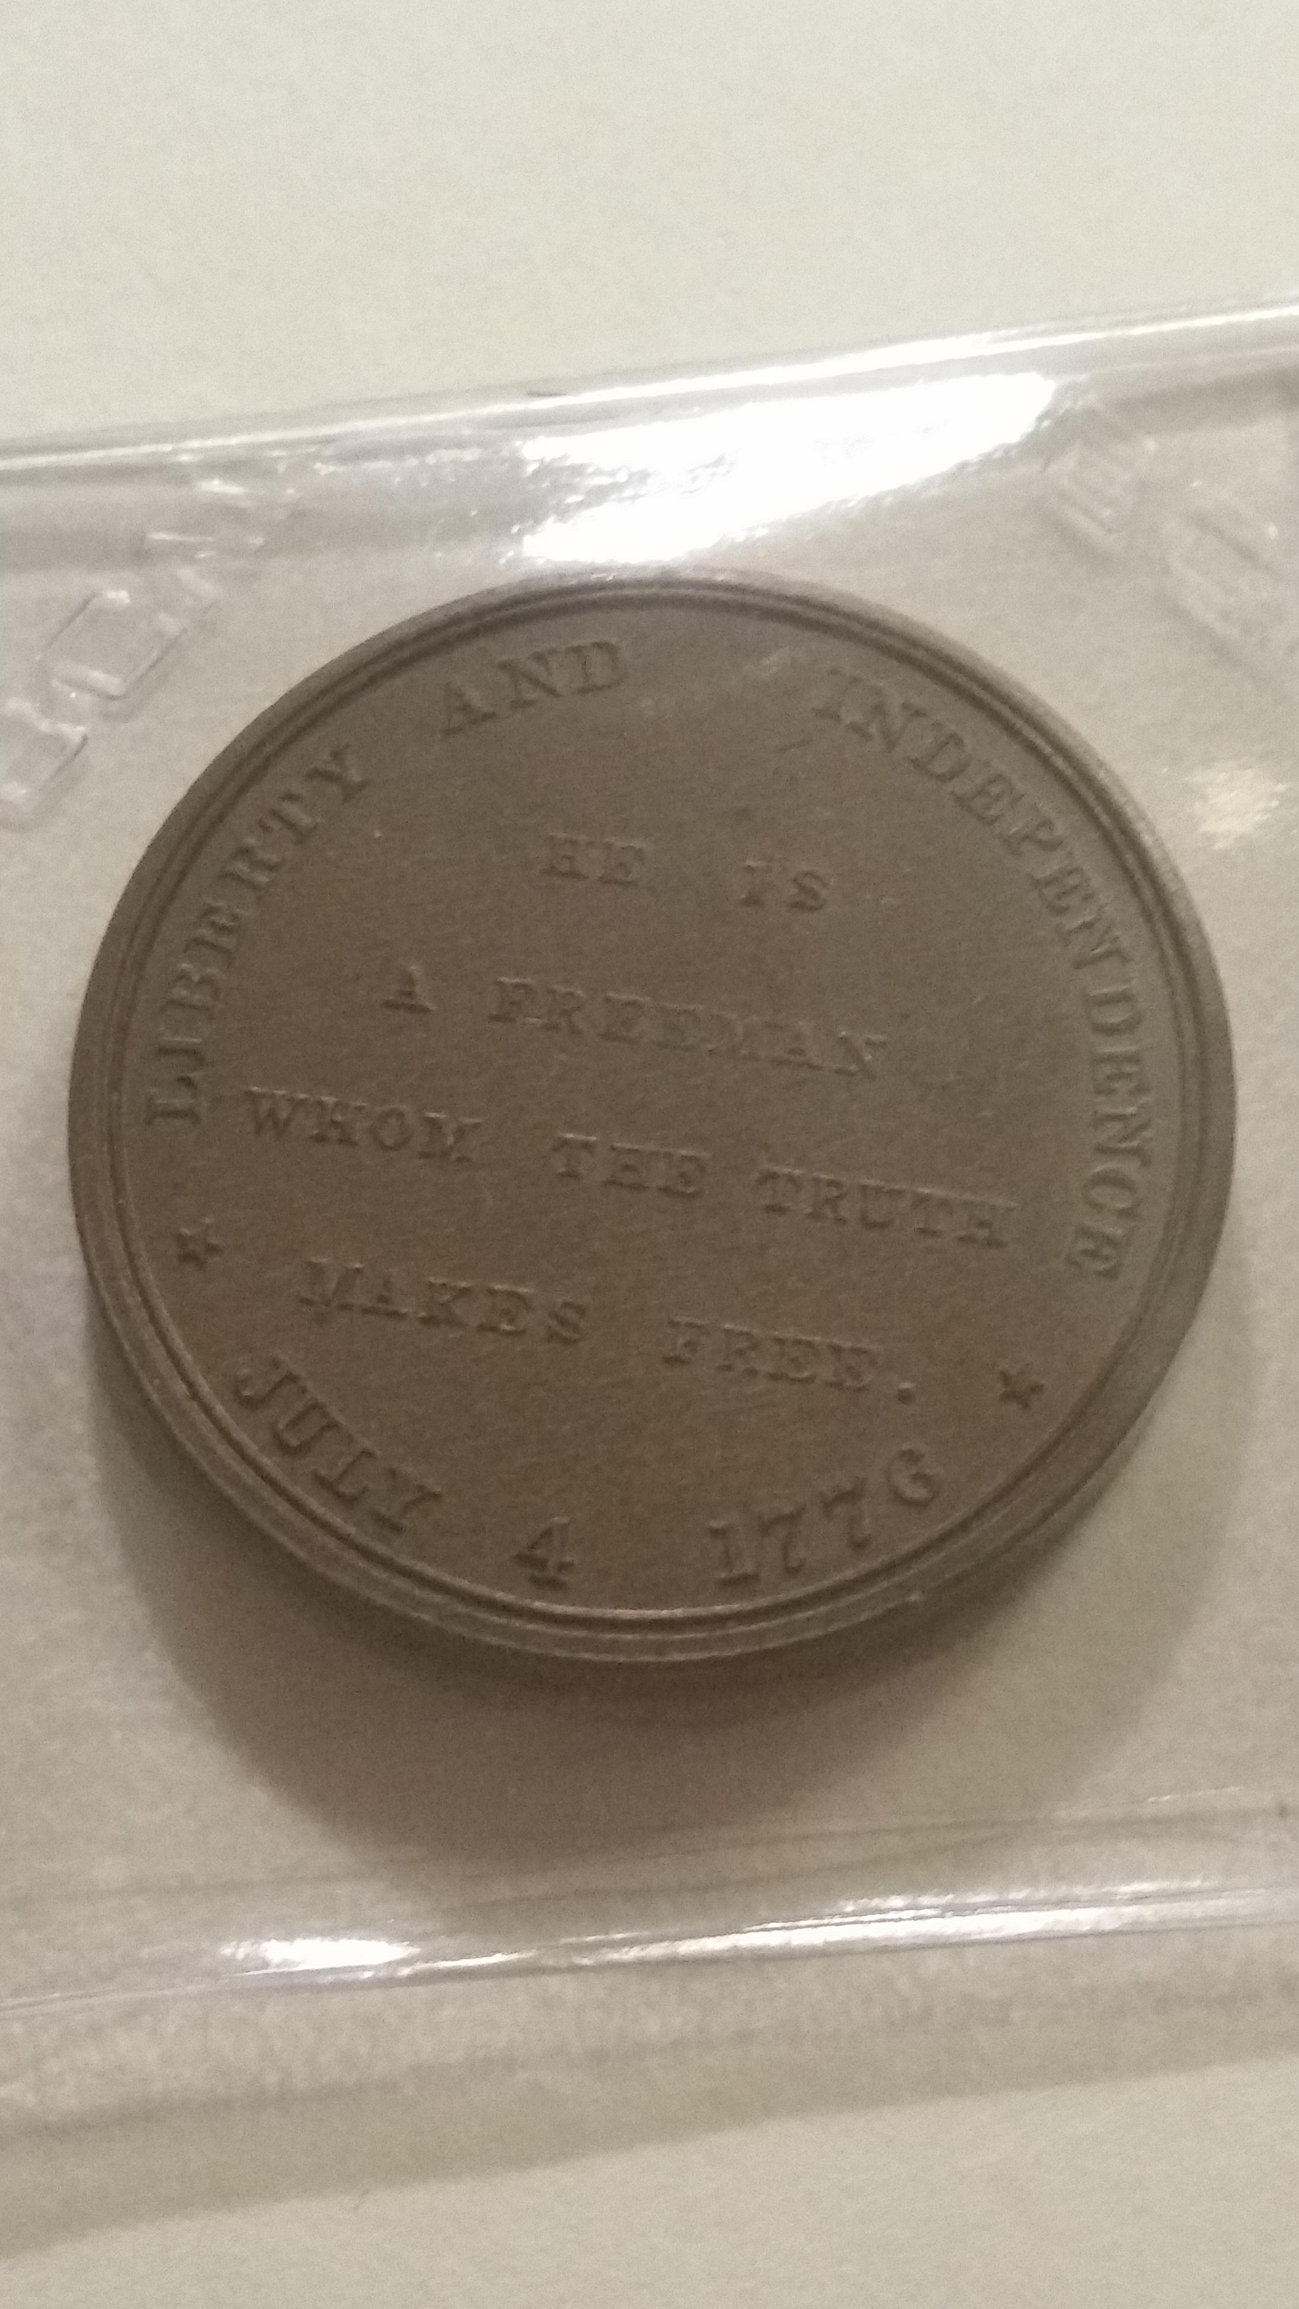 LIBERTY AND INDEPENDENCE
HE IS
A FREEMAN
WHOM THE TRUTH
MAKES FREE.
JULY 4 1776